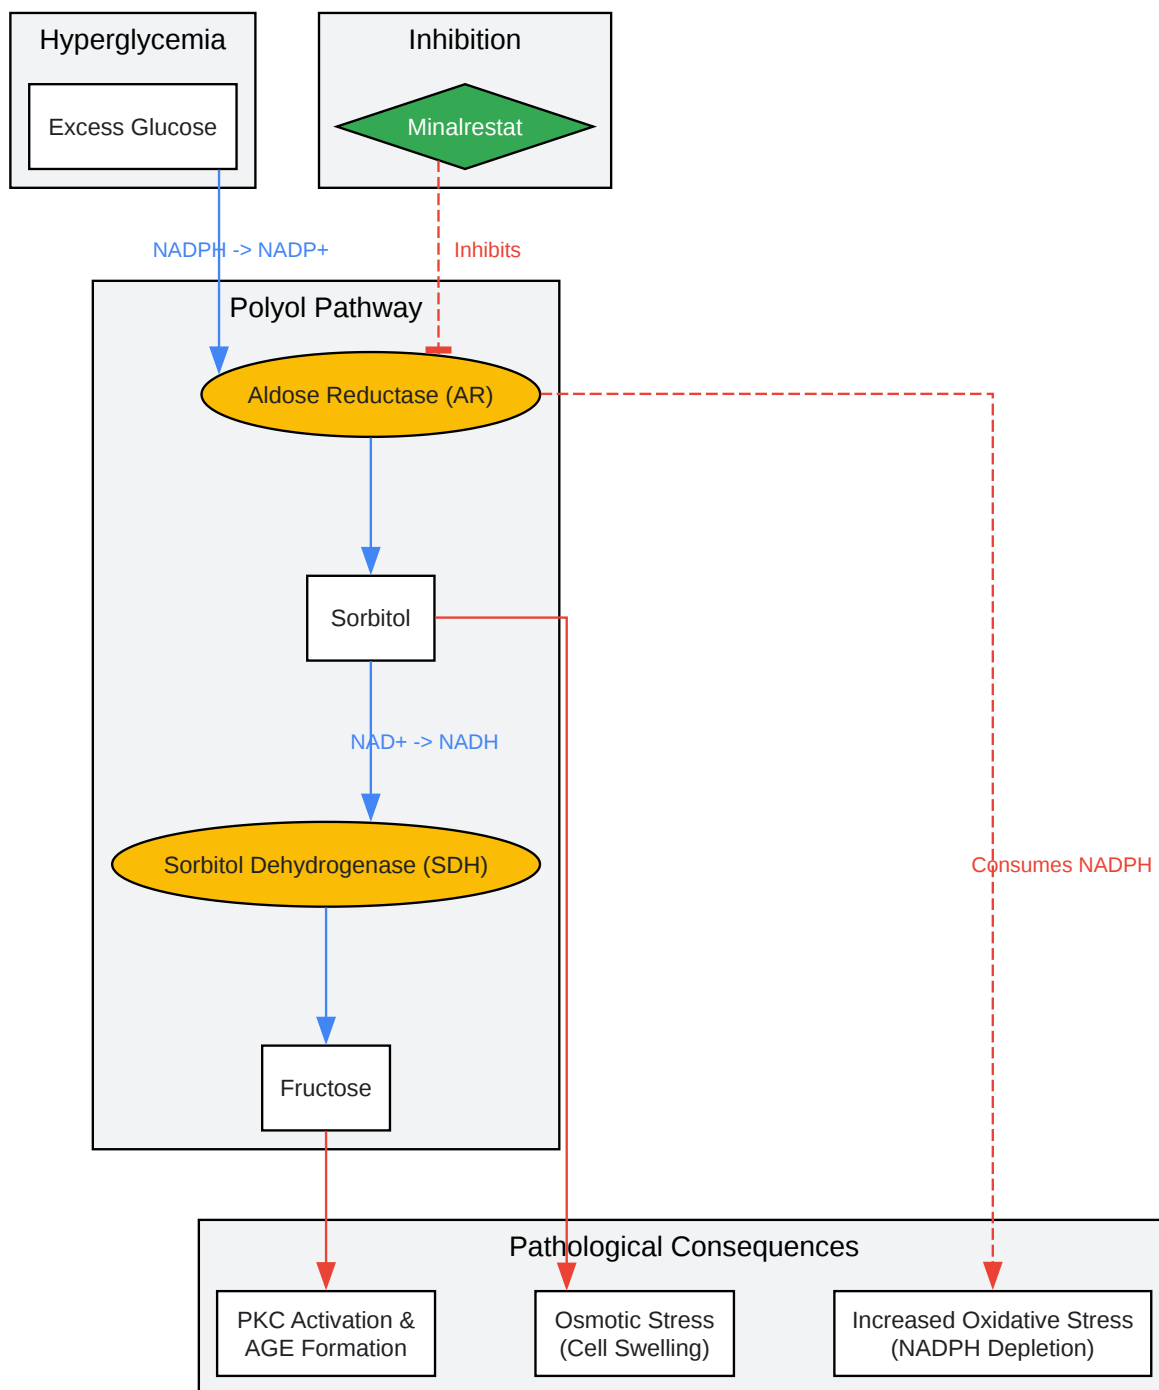 Hyperglycemia
Inhibition
Excess Glucose
Minalrestat
NADPH -> NADP+
Inhibits
Polyol Pathway
Aldose Reductase (AR)
Sorbitol
NAD+ -> NADH
Sorbitol Dehydrogenase (SDH)
Consumes NADPH
Fructose
Pathological Consequences
PKC Activation &
AGE Formation
Osmotic Stress
(Cell Swelling)
Increased Oxidative Stress
(NADPH Depletion)